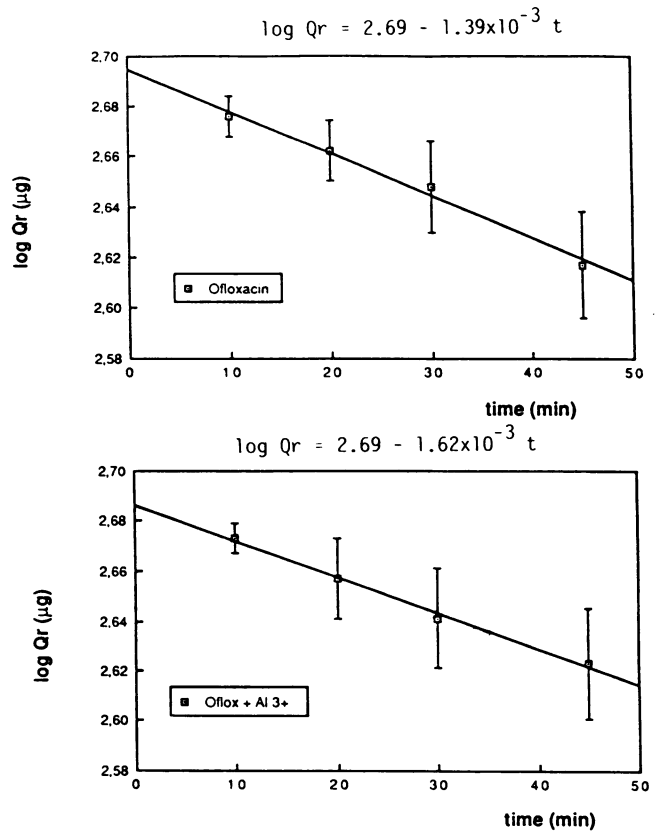 log Qr = 2.69 - 1.39x10⁻³ t
2,70
2,68
2,66
2,64
2,62
2,60
2,58
log Qr (µg)
Ofloxacin
0 10 20 30 40 50
time (min)
log Qr = 2.69 - 1.62x10⁻³ t
2,70
2,68
2,66
2,64
2,62
2,60
2,58
log Qr (µg)
Oflox + Al 3+
0 10 20 30 40 50
time (min)